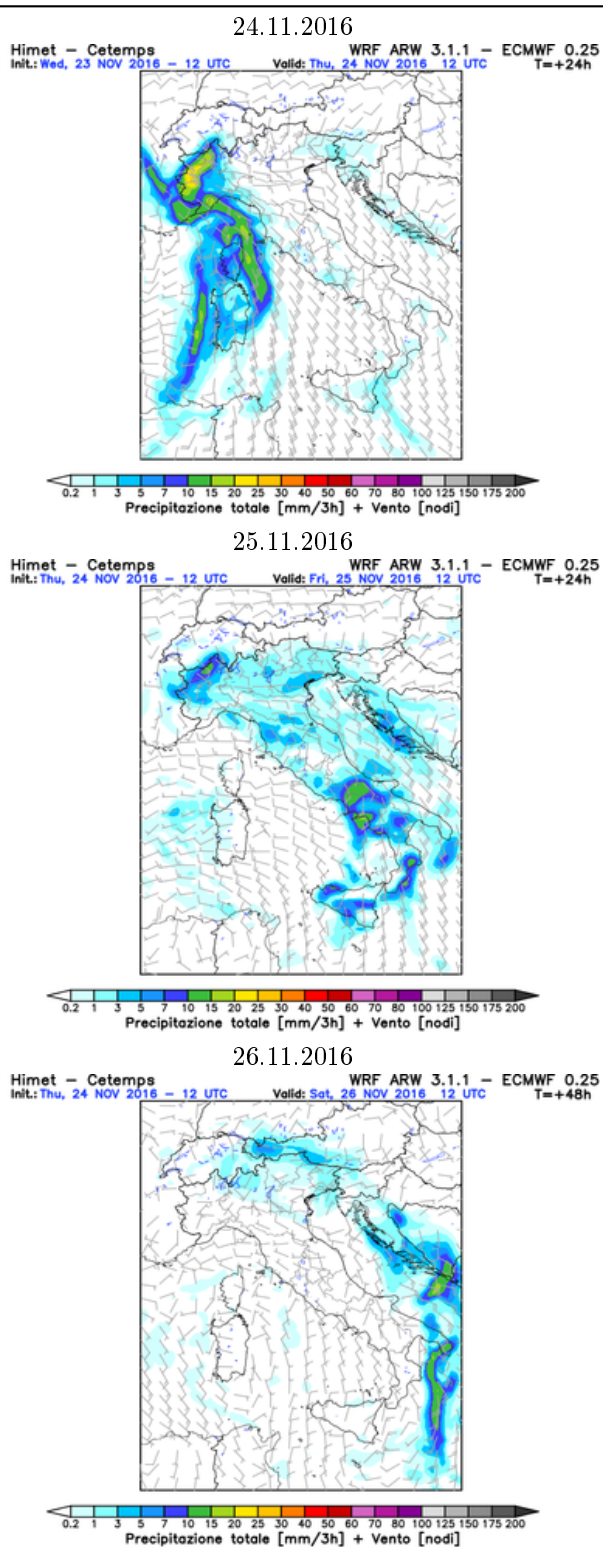 24.11.2016
Himet – Cetemps WRF ARW 3.1.1 – ECMWF 0.25
Init.: Wed, 23 NOV 2016 – 12 UTC Valid: Thu, 24 NOV 2016 12 UTC T=+24h
0.2 1 3 5 7 10 15 20 25 30 40 50 60 70 80 100 125 150 175 200
Precipitazione totale [mm/3h] + Vento [nodi]
25.11.2016
Himet – Cetemps WRF ARW 3.1.1 – ECMWF 0.25
Init.: Thu, 24 NOV 2016 – 12 UTC Valid: Fri, 25 NOV 2016 12 UTC T=+24h
0.2 1 3 5 7 10 15 20 25 30 40 50 60 70 80 100 125 150 175 200
Precipitazione totale [mm/3h] + Vento [nodi]
26.11.2016
Himet – Cetemps WRF ARW 3.1.1 – ECMWF 0.25
Init.: Thu, 24 NOV 2016 – 12 UTC Valid: Sat, 26 NOV 2016 12 UTC T=+48h
0.2 1 3 5 7 10 15 20 25 30 40 50 60 70 80 100 125 150 175 200
Precipitazione totale [mm/3h] + Vento [nodi]